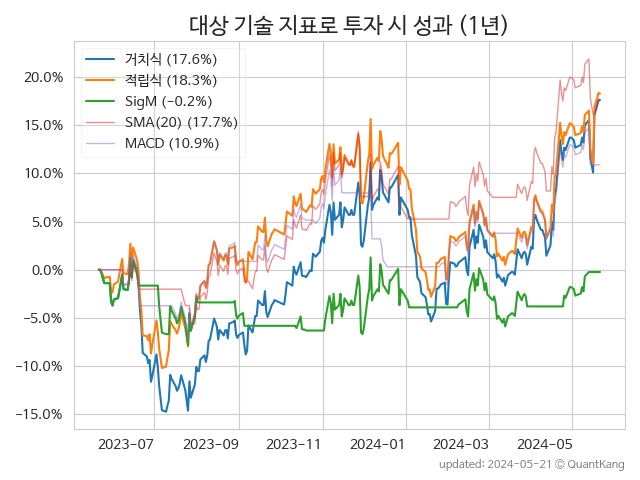 대상 기술 지표로 투자 시 성과 (1년)
거치식 (17.6%)
적립식 (18.3%)
SigM (−0.2%)
SMA(20) (17.7%)
MACD (10.9%)
20.0%
15.0%
10.0%
5.0%
0.0%
−5.0%
−10.0%
−15.0%
2023-07 2023-09 2023-11 2024-01 2024-03 2024-05
updated: 2024-05-21 © QuantKang